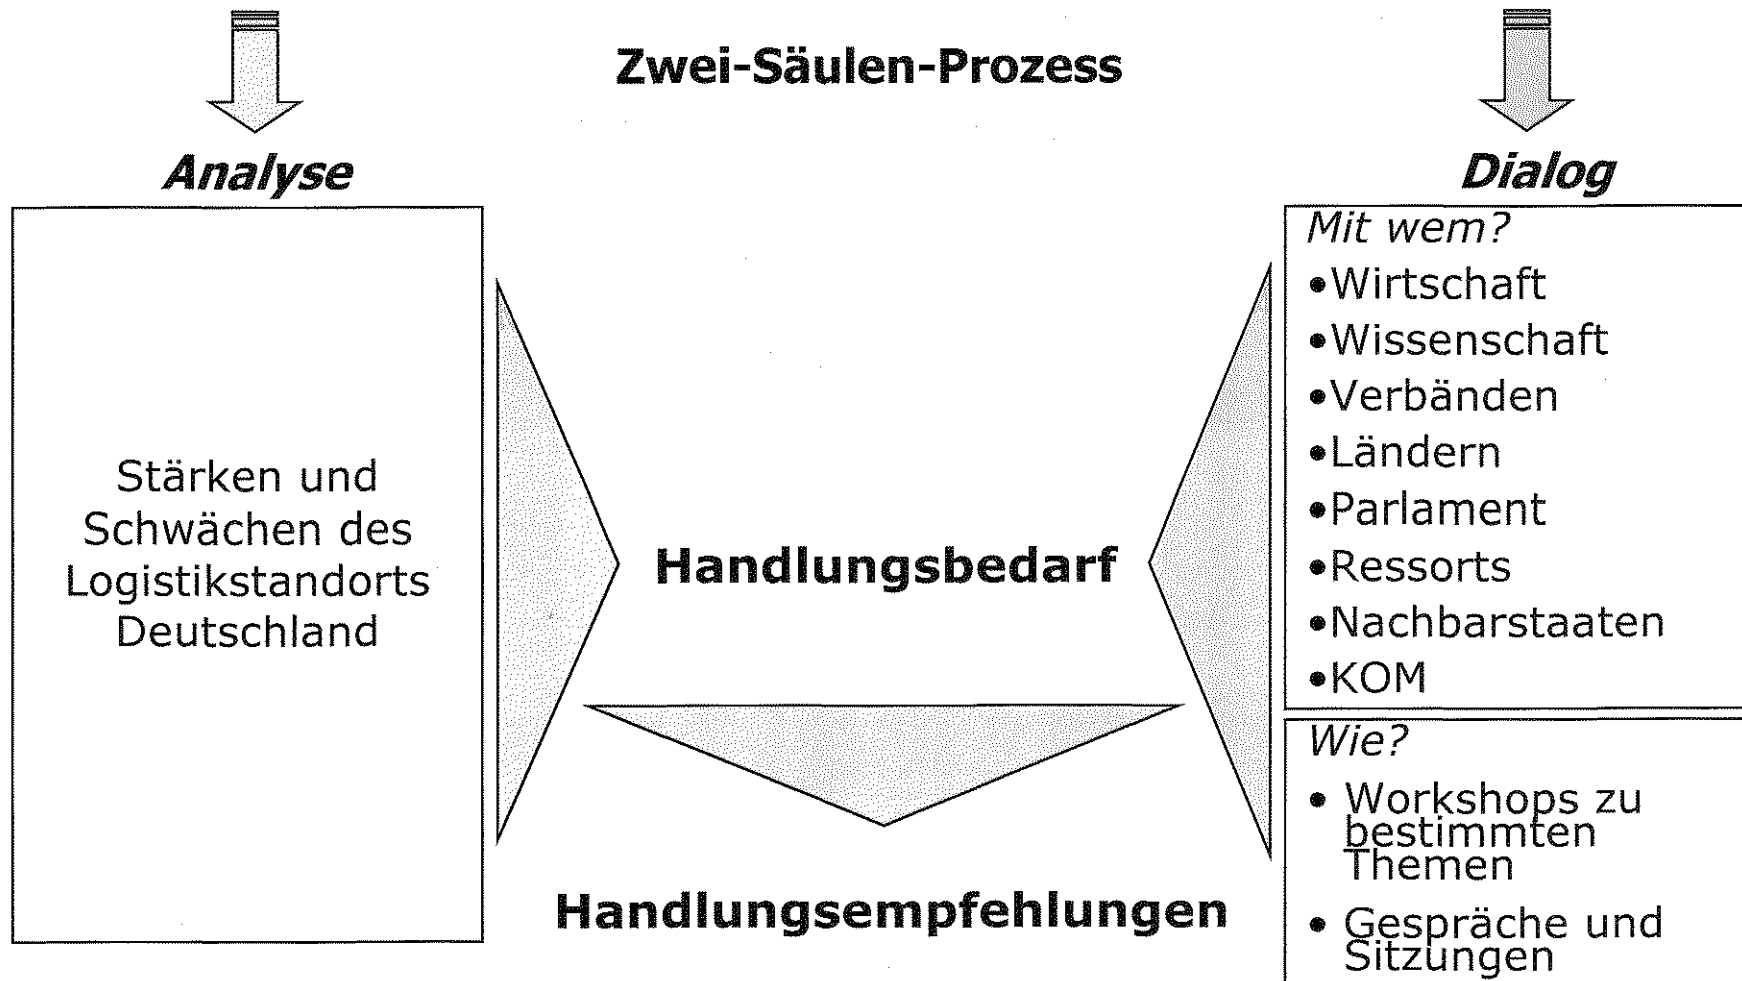 Zwei-Säulen-Prozess
Analyse
Stärken und
Schwächen des
Logistikstandorts
Deutschland
Handlungsbedarf
Handlungsempfehlungen
Dialog
Mit wem?
•Wirtschaft
•Wissenschaft
•Verbänden
•Ländern
•Parlament
•Ressorts
•Nachbarstaaten
•KOM
Wie?
• Workshops zu
bestimmten
Themen
• Gespräche und
Sitzungen